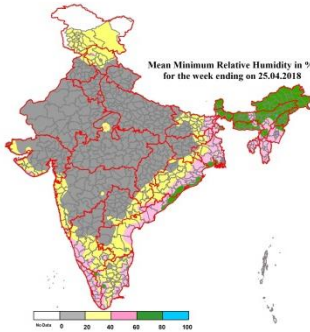 Mean Minimum Relative Humidity in %
for the week ending on 25.04.2018
No Data 0 20 40 60 80 100